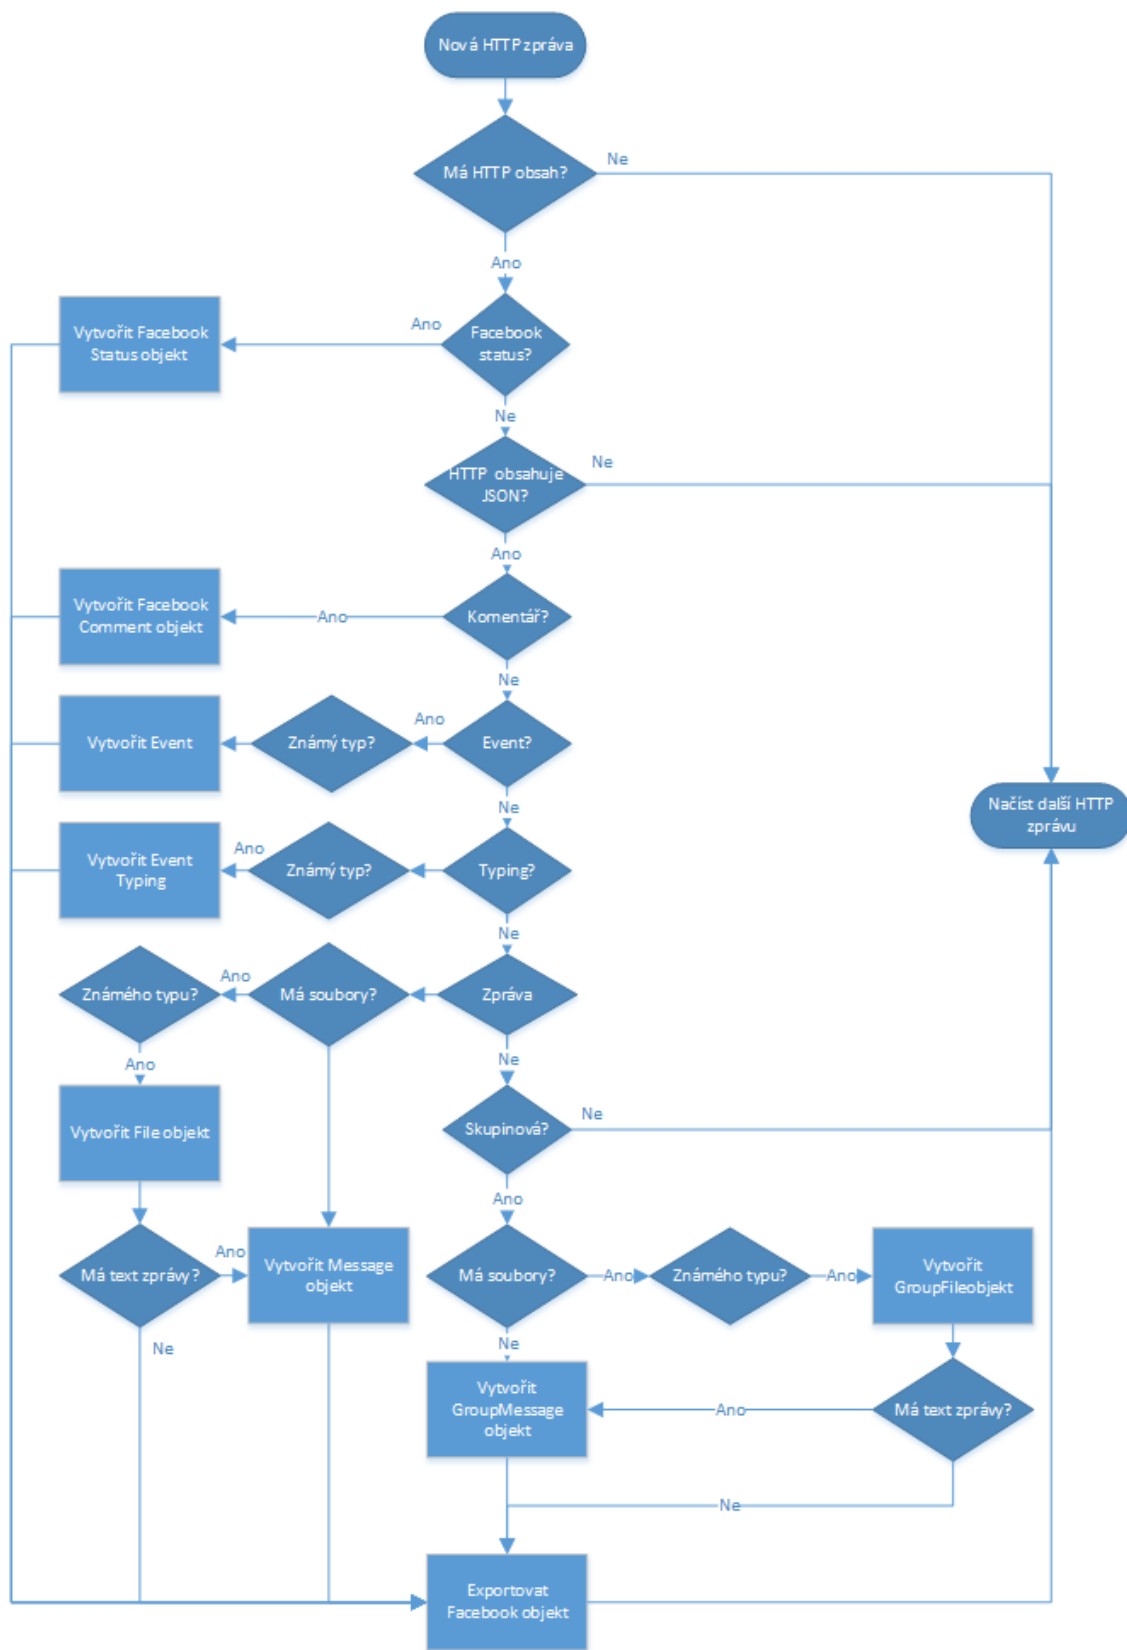 Nová HTTP zpráva
Má HTTP obsah?
Ne
Ano
Vytvořit Facebook
Status objekt
Ano
Facebook
status?
Ne
HTTP obsahuje
JSON?
Ne
Ano
Vytvořit Facebook
Comment objekt
Ano
Komentář?
Ne
Vytvořit Event
Známý typ?
Ano
Event?
Ne
Načíst další HTTP
zprávu
Vytvořit Event
Typing
Ano
Známý typ?
Typing?
Ne
Známého typu?
Ano
Má soubory?
Zpráva
Ano
Ne
Vytvořit File objekt
Skupinová?
Ne
Ano
Má text zprávy?
Ano
Vytvořit Message
objekt
Má soubory?
Ano
Známého typu?
Ano
Vytvořit
GroupFileobjekt
Ne
Ne
Vytvořit
GroupMessage
objekt
Ano
Má text zprávy?
Ne
Exportovat
Facebook objekt